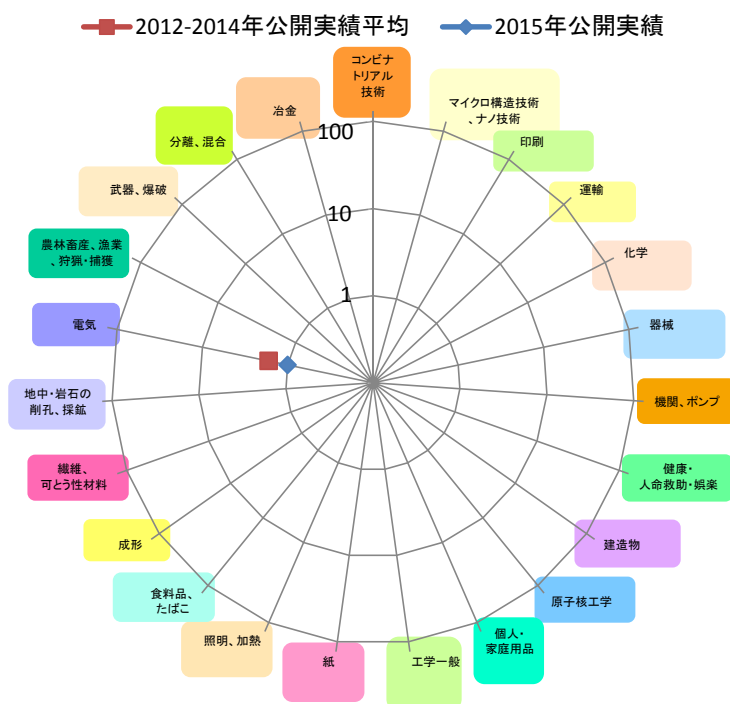 2012-2014年公開実績平均
2015年公開実績
コンビナ
トリアル
技術
マイクロ構造技術
、ナノ技術
印刷
運輸
化学
器械
機関、ポンプ
健康・
人命救助・娯楽
建造物
原子核工学
個人・
家庭用品
工学一般
紙
照明、加熱
食料品、
たばこ
成形
繊維、
可とう性材料
地中・岩石の
削孔、採鉱
電気
農林畜産、漁業
、狩猟・捕獲
武器、爆破
分離、混合
冶金
100
10
1